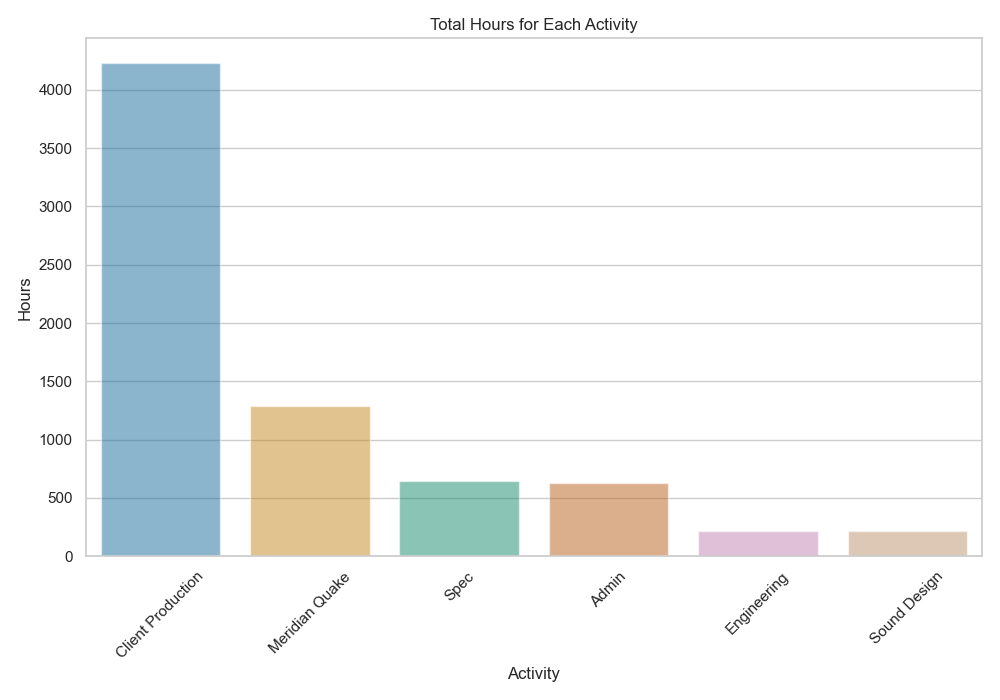 Total Hours for Each Activity
Hours
4000
3500
3000
2500
2000
1500
1000
500
0
Client Production
Meridian Quake
Spec
Admin
Engineering
Sound Design
Activity